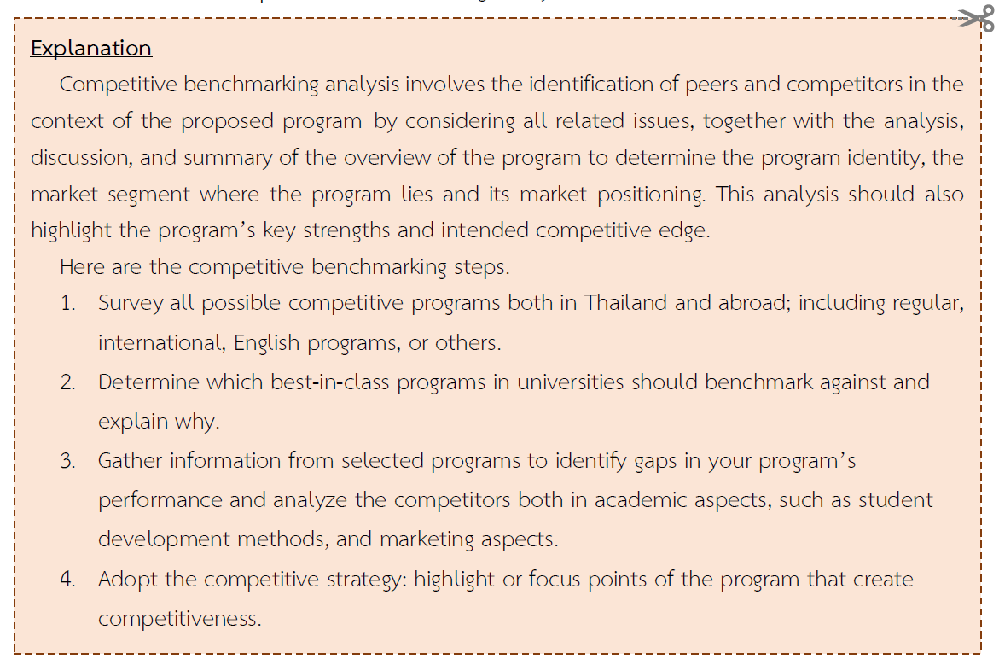 Explanation
Competitive benchmarking analysis involves the identification of peers and competitors in the
context of the proposed program by considering all related issues, together with the analysis,
discussion, and summary of the overview of the program to determine the program identity, the
market segment where the program lies and its market positioning. This analysis should also
highlight the program's key strengths and intended competitive edge.
Here are the competitive benchmarking steps.
1. Survey all possible competitive programs both in Thailand and abroad; including regular,
international, English programs, or others.
2. Determine which best-in-class programs in universities should benchmark against and
explain why.
3. Gather information from selected programs to identify gaps in your program's
performance and analyze the competitors both in academic aspects, such as student
development methods, and marketing aspects.
4. Adopt the competitive strategy: highlight or focus points of the program that create
competitiveness.